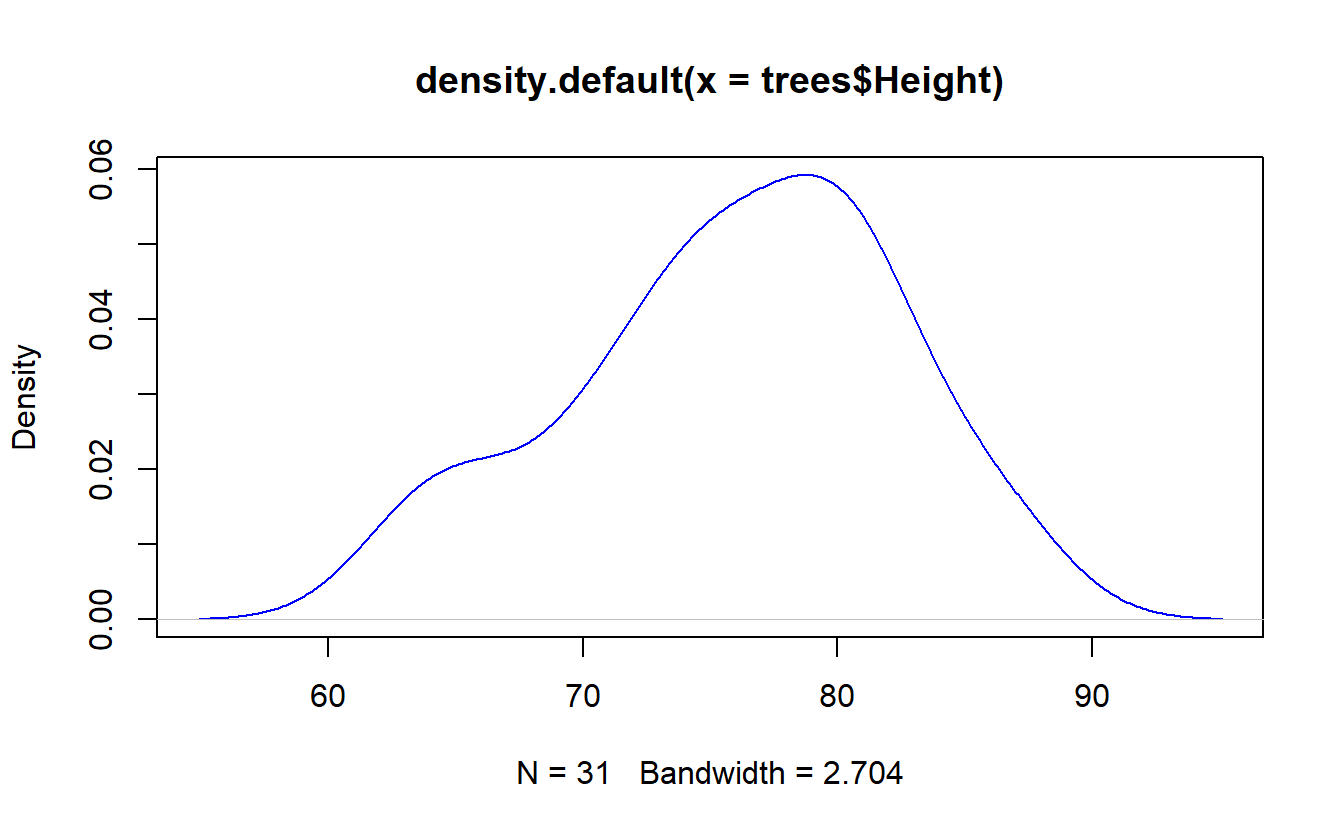 density.default(x = trees$Height)
Density
0.06
0.04
0.02
0.00
60 70 80 90
N = 31 Bandwidth = 2.704